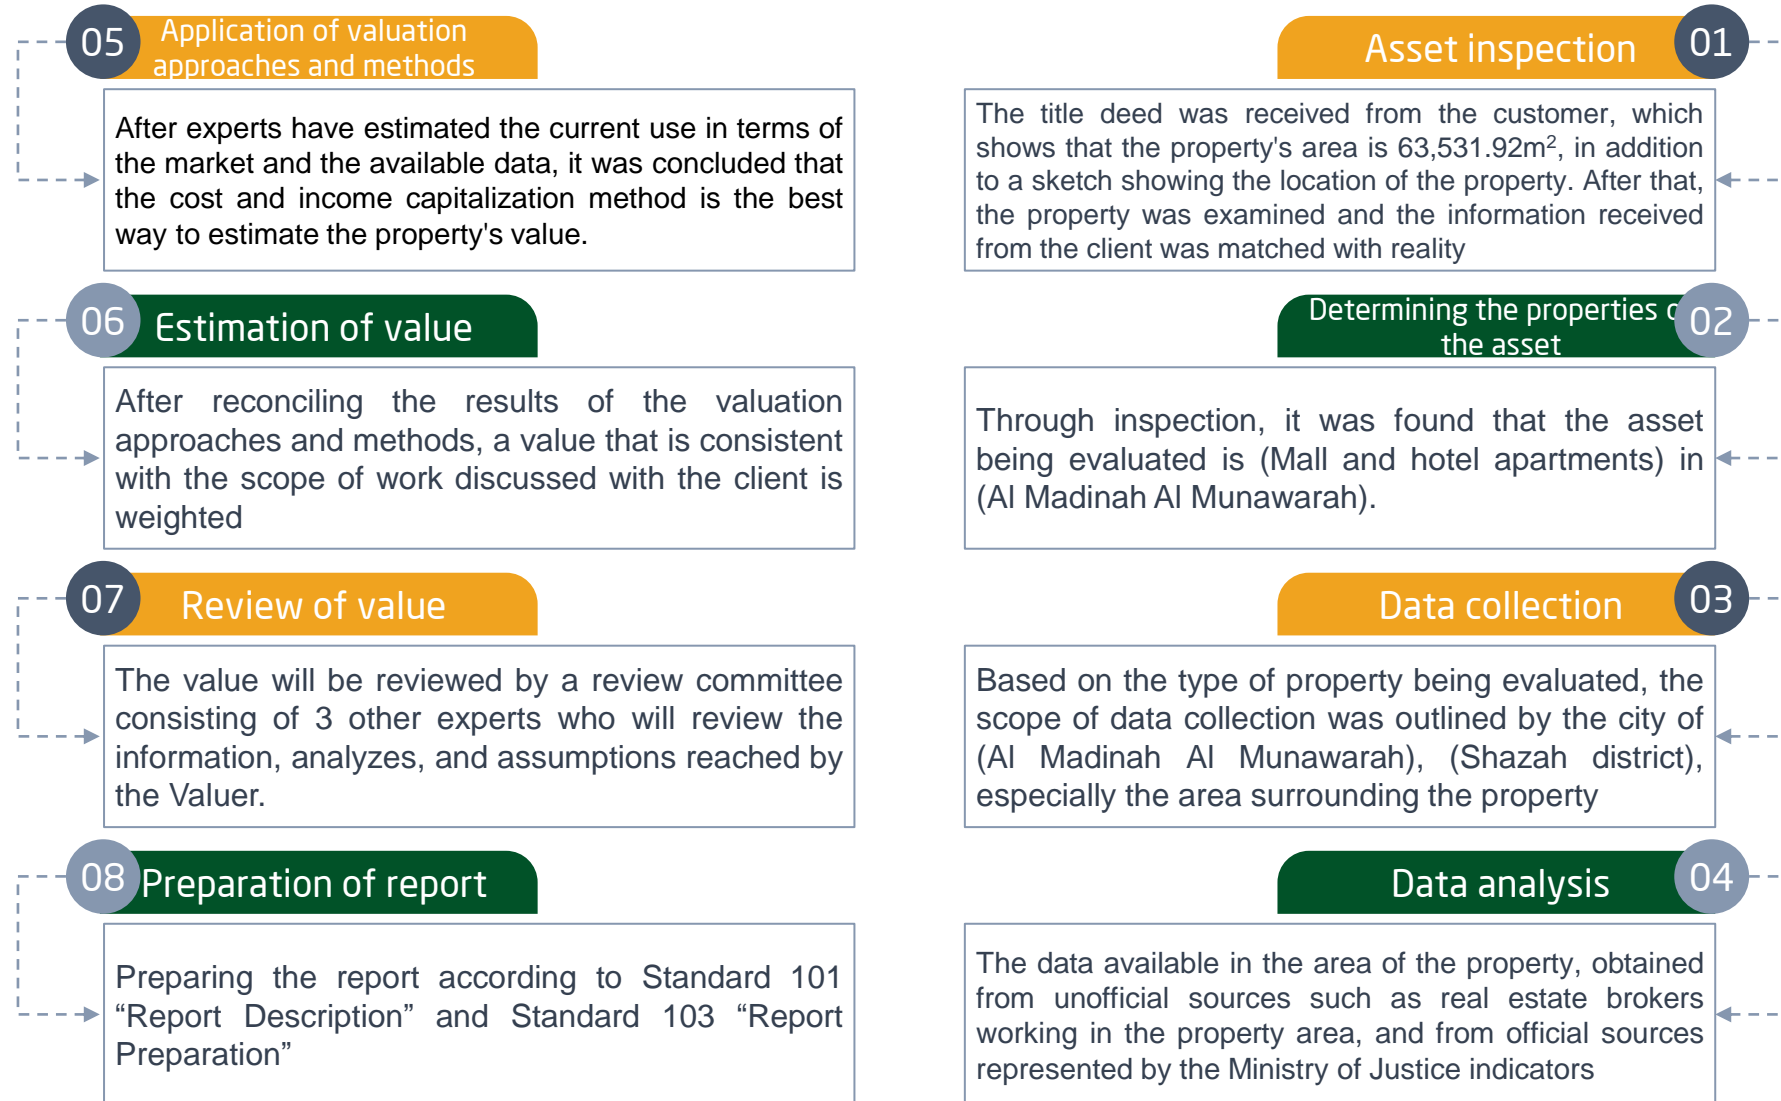 01
Asset inspection
The title deed was received from the customer, which
shows that the property's area is 63,531.92m², in addition
to a sketch showing the location of the property. After that,
the property was examined and the information received
from the client was matched with reality
02
Determining the properties
the asset
Through inspection, it was found that the asset
being evaluated is (Mall and hotel apartments) in
(Al Madinah Al Munawarah).
03
Data collection
Based on the type of property being evaluated, the
scope of data collection was outlined by the city of
(Al Madinah Al Munawarah), (Shazah district),
especially the area surrounding the property
04
Data analysis
The data available in the area of the property, obtained
from unofficial sources such as real estate brokers
working in the property area, and from official sources
represented by the Ministry of Justice indicators
05
Application of valuation
approaches and methods
After experts have estimated the current use in terms of
the market and the available data, it was concluded that
the cost and income capitalization method is the best
way to estimate the property's value.
06
Estimation of value
After reconciling the results of the valuation
approaches and methods, a value that is consistent
with the scope of work discussed with the client is
weighted
07
Review of value
The value will be reviewed by a review committee
consisting of 3 other experts who will review the
information, analyzes, and assumptions reached by
the Valuer.
08
Preparation of report
Preparing the report according to Standard 101
“Report Description” and Standard 103 “Report
Preparation”